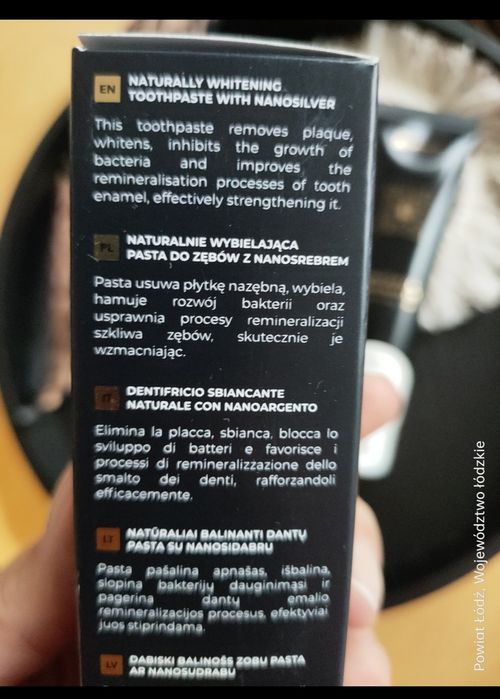 EN
NATURALLY WHITENING
TOOTHPASTE WITH NANOSILVER
This toothpaste removes plaque,
whitens, inhibits the growth of
bacteria and improves the
remineralisation processes of tooth
enamel, effectively strengthening it.
PL
NATURALNIE WYBIELAJĄCA
PASTA DO ZĘBÓW Z NANOSREBREM
Pasta usuwa płytkę nazębną, wybiela,
hamuje rozwój bakterii oraz
usprawnia procesy remineralizacji
szkliwa zębów, skutecznie je
wzmacniając.
IT
DENTIFRICIO SBIANCANTE
NATURALE CON NANOARGENTO
Elimina la placca, sbianca, blocca lo
sviluppo di batteri e favorisce i
processi di remineralizzazione dello
smalto dei denti, rafforzandoli
efficacemente.
LT
NATŪRALIAI BALINANTI DANTŲ
PASTA SU NANOSIDABRU
Pasta pašalina apnašas, išbalina,
slopina bakterijų dauginimąsi ir
pagerina dantų emalio
remineralizacijos procesus, efektyviai
juos stiprindama.
LV
DABISKI BALINOŠS ZOBU PASTA
AR NANOSUDRABU
Powiat Łódź, Województwo łódzkie